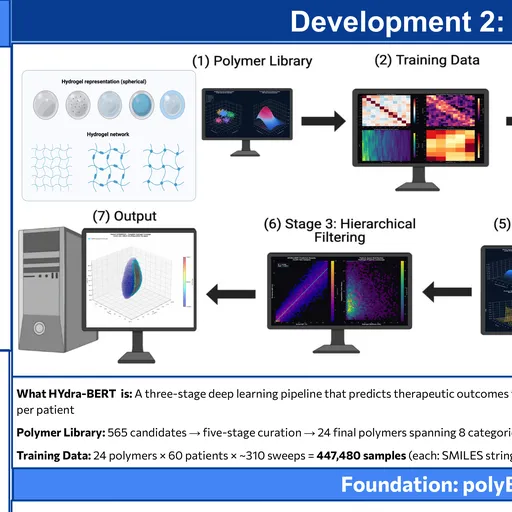 Development 2:
(1) Polymer Library
(2) Training Data
Hydrogel representation (spherical)
Hydrogel network
(7) Output
(6) Stage 3: Hierarchical
Filtering
(5)
What HYdra-BERT is: A three-stage deep learning pipeline that predicts therapeutic outcomes
per patient
Polymer Library: 565 candidates → five-stage curation → 24 final polymers spanning 8 categori
Training Data: 24 polymers × 60 patients × ~310 sweeps = 447,480 samples (each: SMILES string
Foundation: polyB